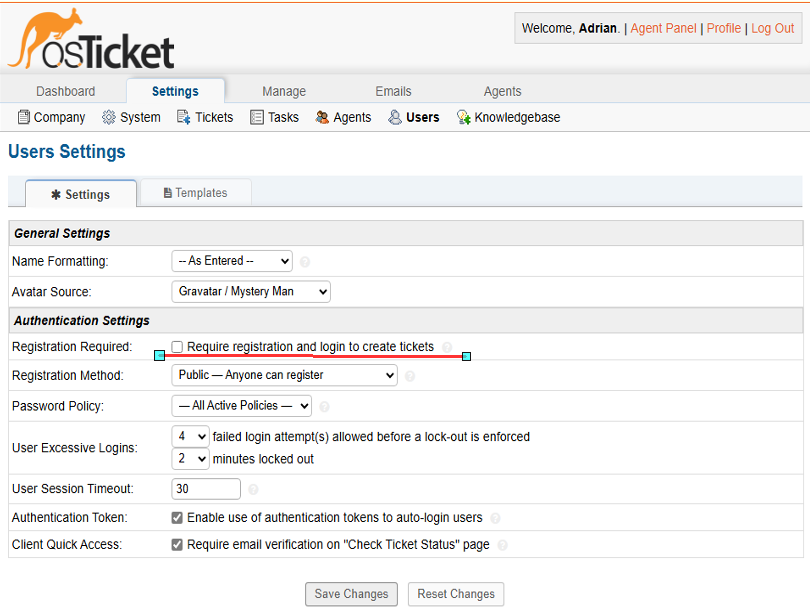 osTicket
Welcome, Adrian. | Agent Panel | Profile | Log Out
Dashboard Settings Manage Emails Agents
Company System Tickets Tasks Agents Users Knowledgebase
Users Settings
Settings Templates
General Settings
Name Formatting: -- As Entered --
Avatar Source: Gravatar / Mystery Man
Authentication Settings
Registration Required: Require registration and login to create tickets
Registration Method: Public — Anyone can register
Password Policy: — All Active Policies —
User Excessive Logins: 4 failed login attempt(s) allowed before a lock-out is enforced
2 minutes locked out
User Session Timeout: 30
Authentication Token: Enable use of authentication tokens to auto-login users
Client Quick Access: Require email verification on "Check Ticket Status" page
Save Changes Reset Changes